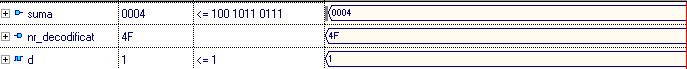 suma 0004 <= 100 1011 0111 0004
nr_decodificat 4F 4F
d 1 <= 1 1